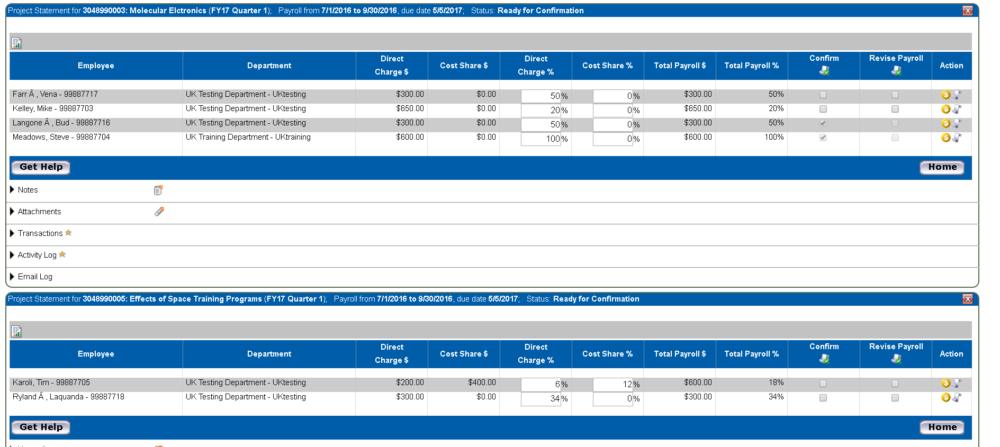 Project Statement for 3048990003: Molecular Elctronics (FY17 Quarter 1);   Payroll from 7/1/2016 to 9/30/2016, due date 5/5/2017;   Status: Ready for Confirmation
Employee Department Direct Charge $ Cost Share $ Direct Charge % Cost Share % Total Payroll $ Total Payroll % Confirm Revise Payroll Action
Farr Â , Vena - 99887717 UK Testing Department - UKtesting $300.00 $0.00 50% 0% $300.00 50%
Kelley, Mike - 99887703 UK Testing Department - UKtesting $650.00 $0.00 20% 0% $650.00 20%
Langone Â , Bud - 99887716 UK Testing Department - UKtesting $300.00 $0.00 50% 0% $300.00 50%
Meadows, Steve - 99887704 UK Training Department - UKtraining $600.00 $0.00 100% 0% $600.00 100%
Get Help Home
Notes
Attachments
Transactions
Activity Log
Email Log
Project Statement for 3048990005: Effects of Space Training Programs (FY17 Quarter 1);   Payroll from 7/1/2016 to 9/30/2016, due date 5/5/2017;   Status: Ready for Confirmation
Employee Department Direct Charge $ Cost Share $ Direct Charge % Cost Share % Total Payroll $ Total Payroll % Confirm Revise Payroll Action
Karoli, Tim - 99887705 UK Testing Department - UKtesting $200.00 $400.00 6% 12% $600.00 18%
Ryland Â , Laquanda - 99887718 UK Testing Department - UKtesting $300.00 $0.00 34% 0% $300.00 34%
Get Help Home